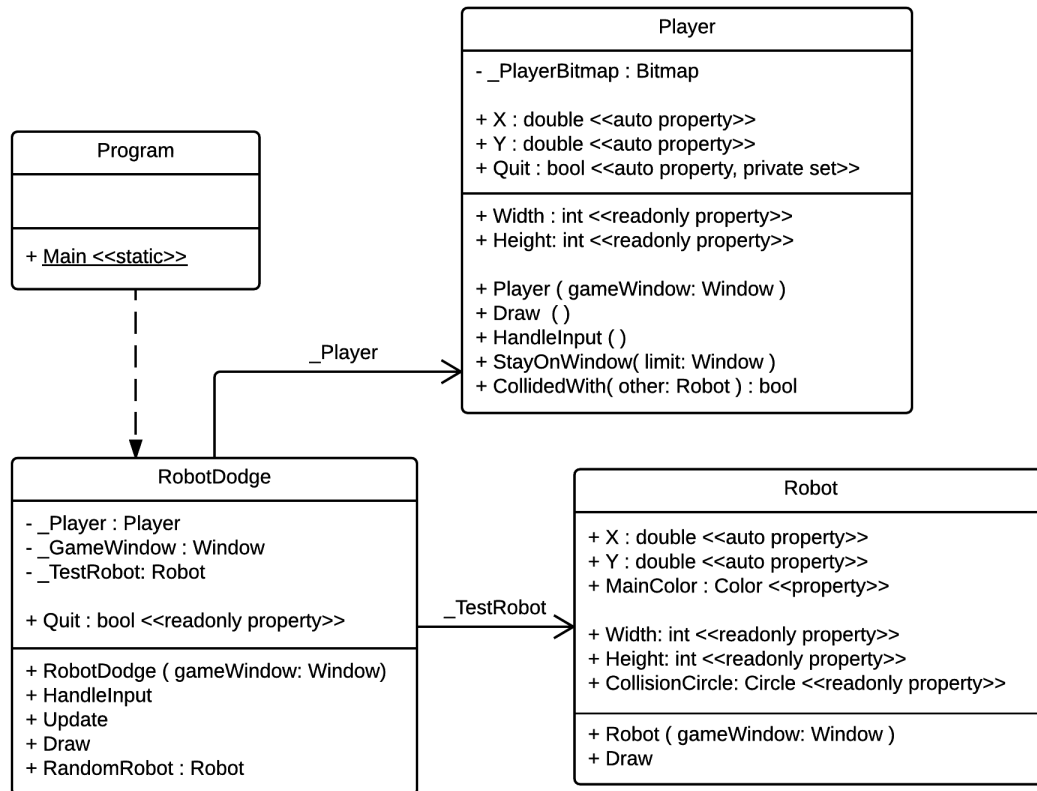 Player
- _PlayerBitmap : Bitmap
+ X : double <<auto property>>
+ Y : double <<auto property>>
+ Quit : bool <<auto property, private set>>
+ Width : int <<readonly property>>
+ Height: int <<readonly property>>
+ Player ( gameWindow: Window )
+ Draw  ( )
+ HandleInput ( )
+ StayOnWindow( limit: Window )
+ CollidedWith( other: Robot ) : bool
Program
+ Main <<static>>
_Player
RobotDodge
- _Player : Player
- _GameWindow : Window
- _TestRobot: Robot
+ Quit : bool <<readonly property>>
+ RobotDodge ( gameWindow: Window)
+ HandleInput
+ Update
+ Draw
+ RandomRobot : Robot
_TestRobot
Robot
+ X : double <<auto property>>
+ Y : double <<auto property>>
+ MainColor : Color <<property>>
+ Width: int <<readonly property>>
+ Height: int <<readonly property>>
+ CollisionCircle: Circle <<readonly property>>
+ Robot ( gameWindow: Window )
+ Draw